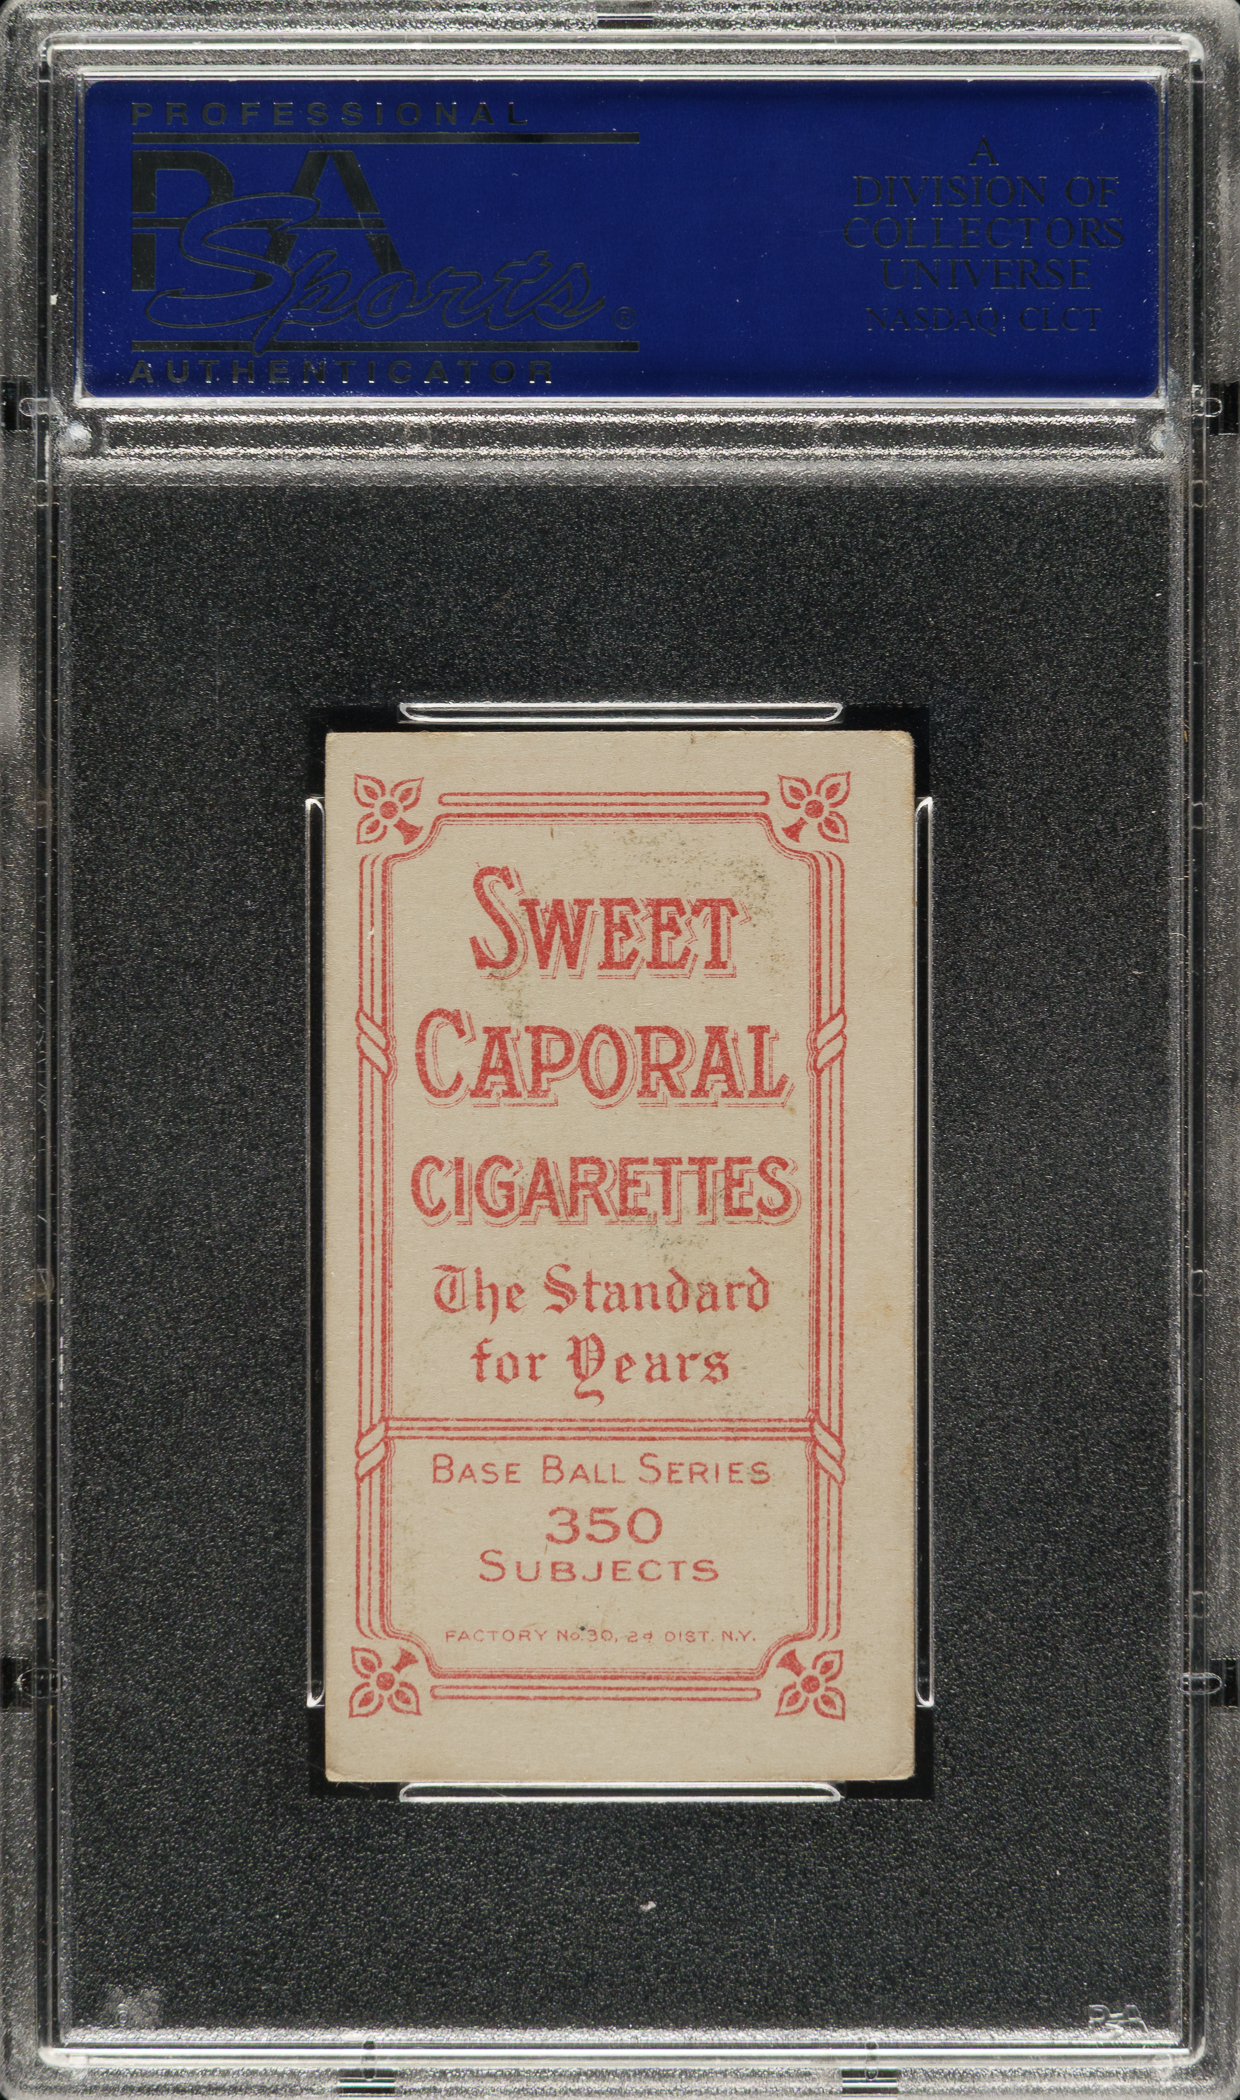 PROFESSIONAL
PSA
Sports®
AUTHENTICATOR
A
DIVISION OF
COLLECTORS
UNIVERSE
NASDAQ: CLCT
SWEET
CAPORAL
CIGARETTES
The Standard
for Years
BASE BALL SERIES
350
SUBJECTS
FACTORY No. 30, 2d DIST. N.Y.
PSA